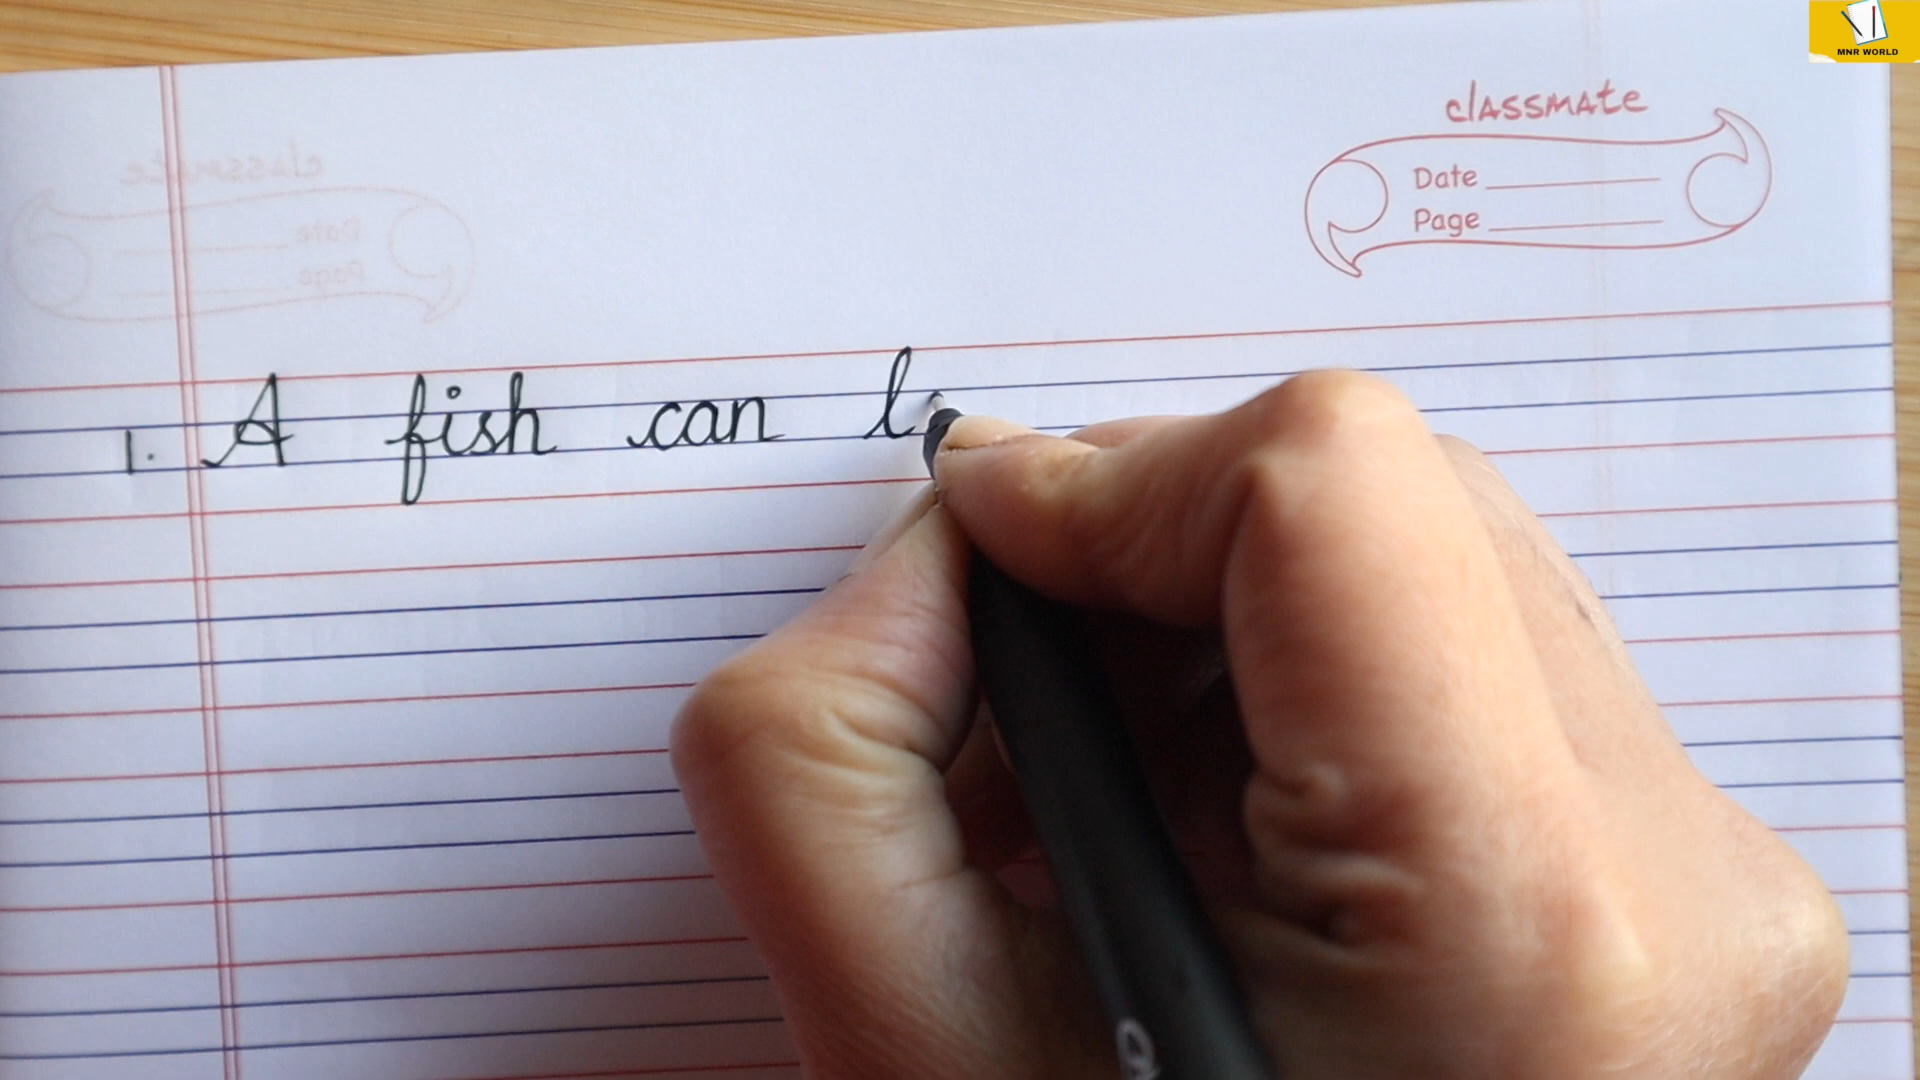 MNR WORLD
classmate
Date
Page
1. A fish can l